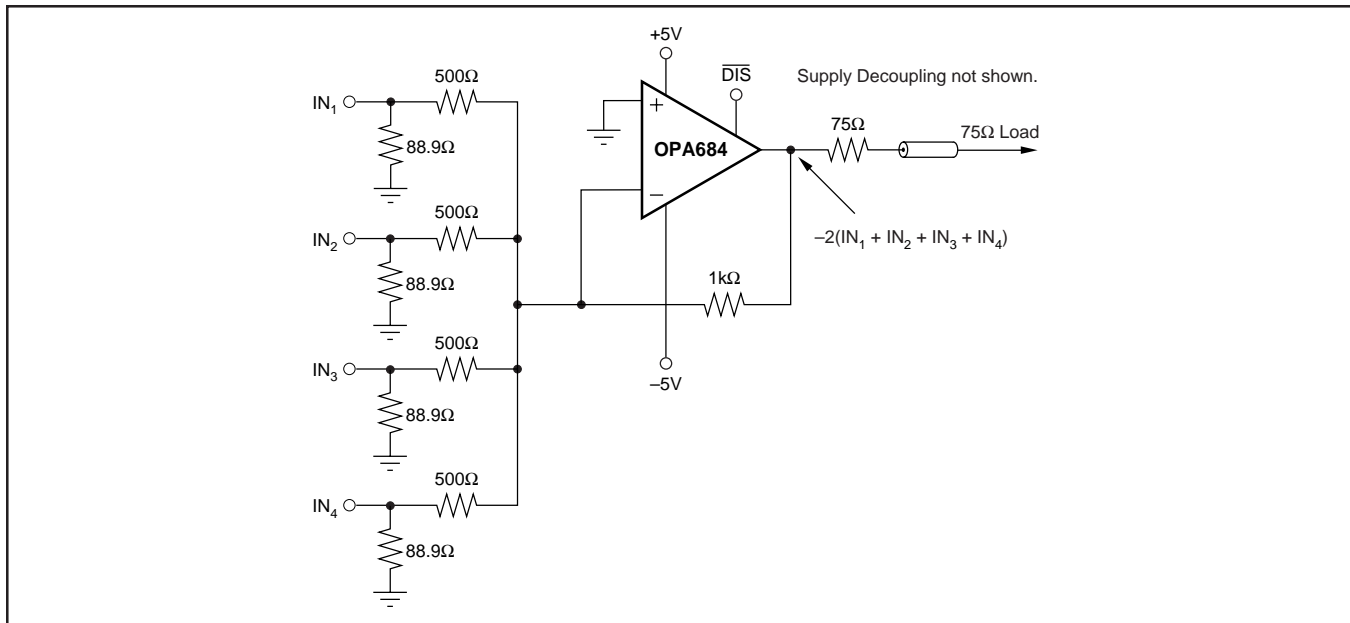 +5V
DIS
Supply Decoupling not shown.
500Ω
IN1
88.9Ω
+
OPA684
–
75Ω
75Ω Load
500Ω
IN2
88.9Ω
–2(IN1 + IN2 + IN3 + IN4)
1kΩ
500Ω
IN3
88.9Ω
–5V
500Ω
IN4
88.9Ω